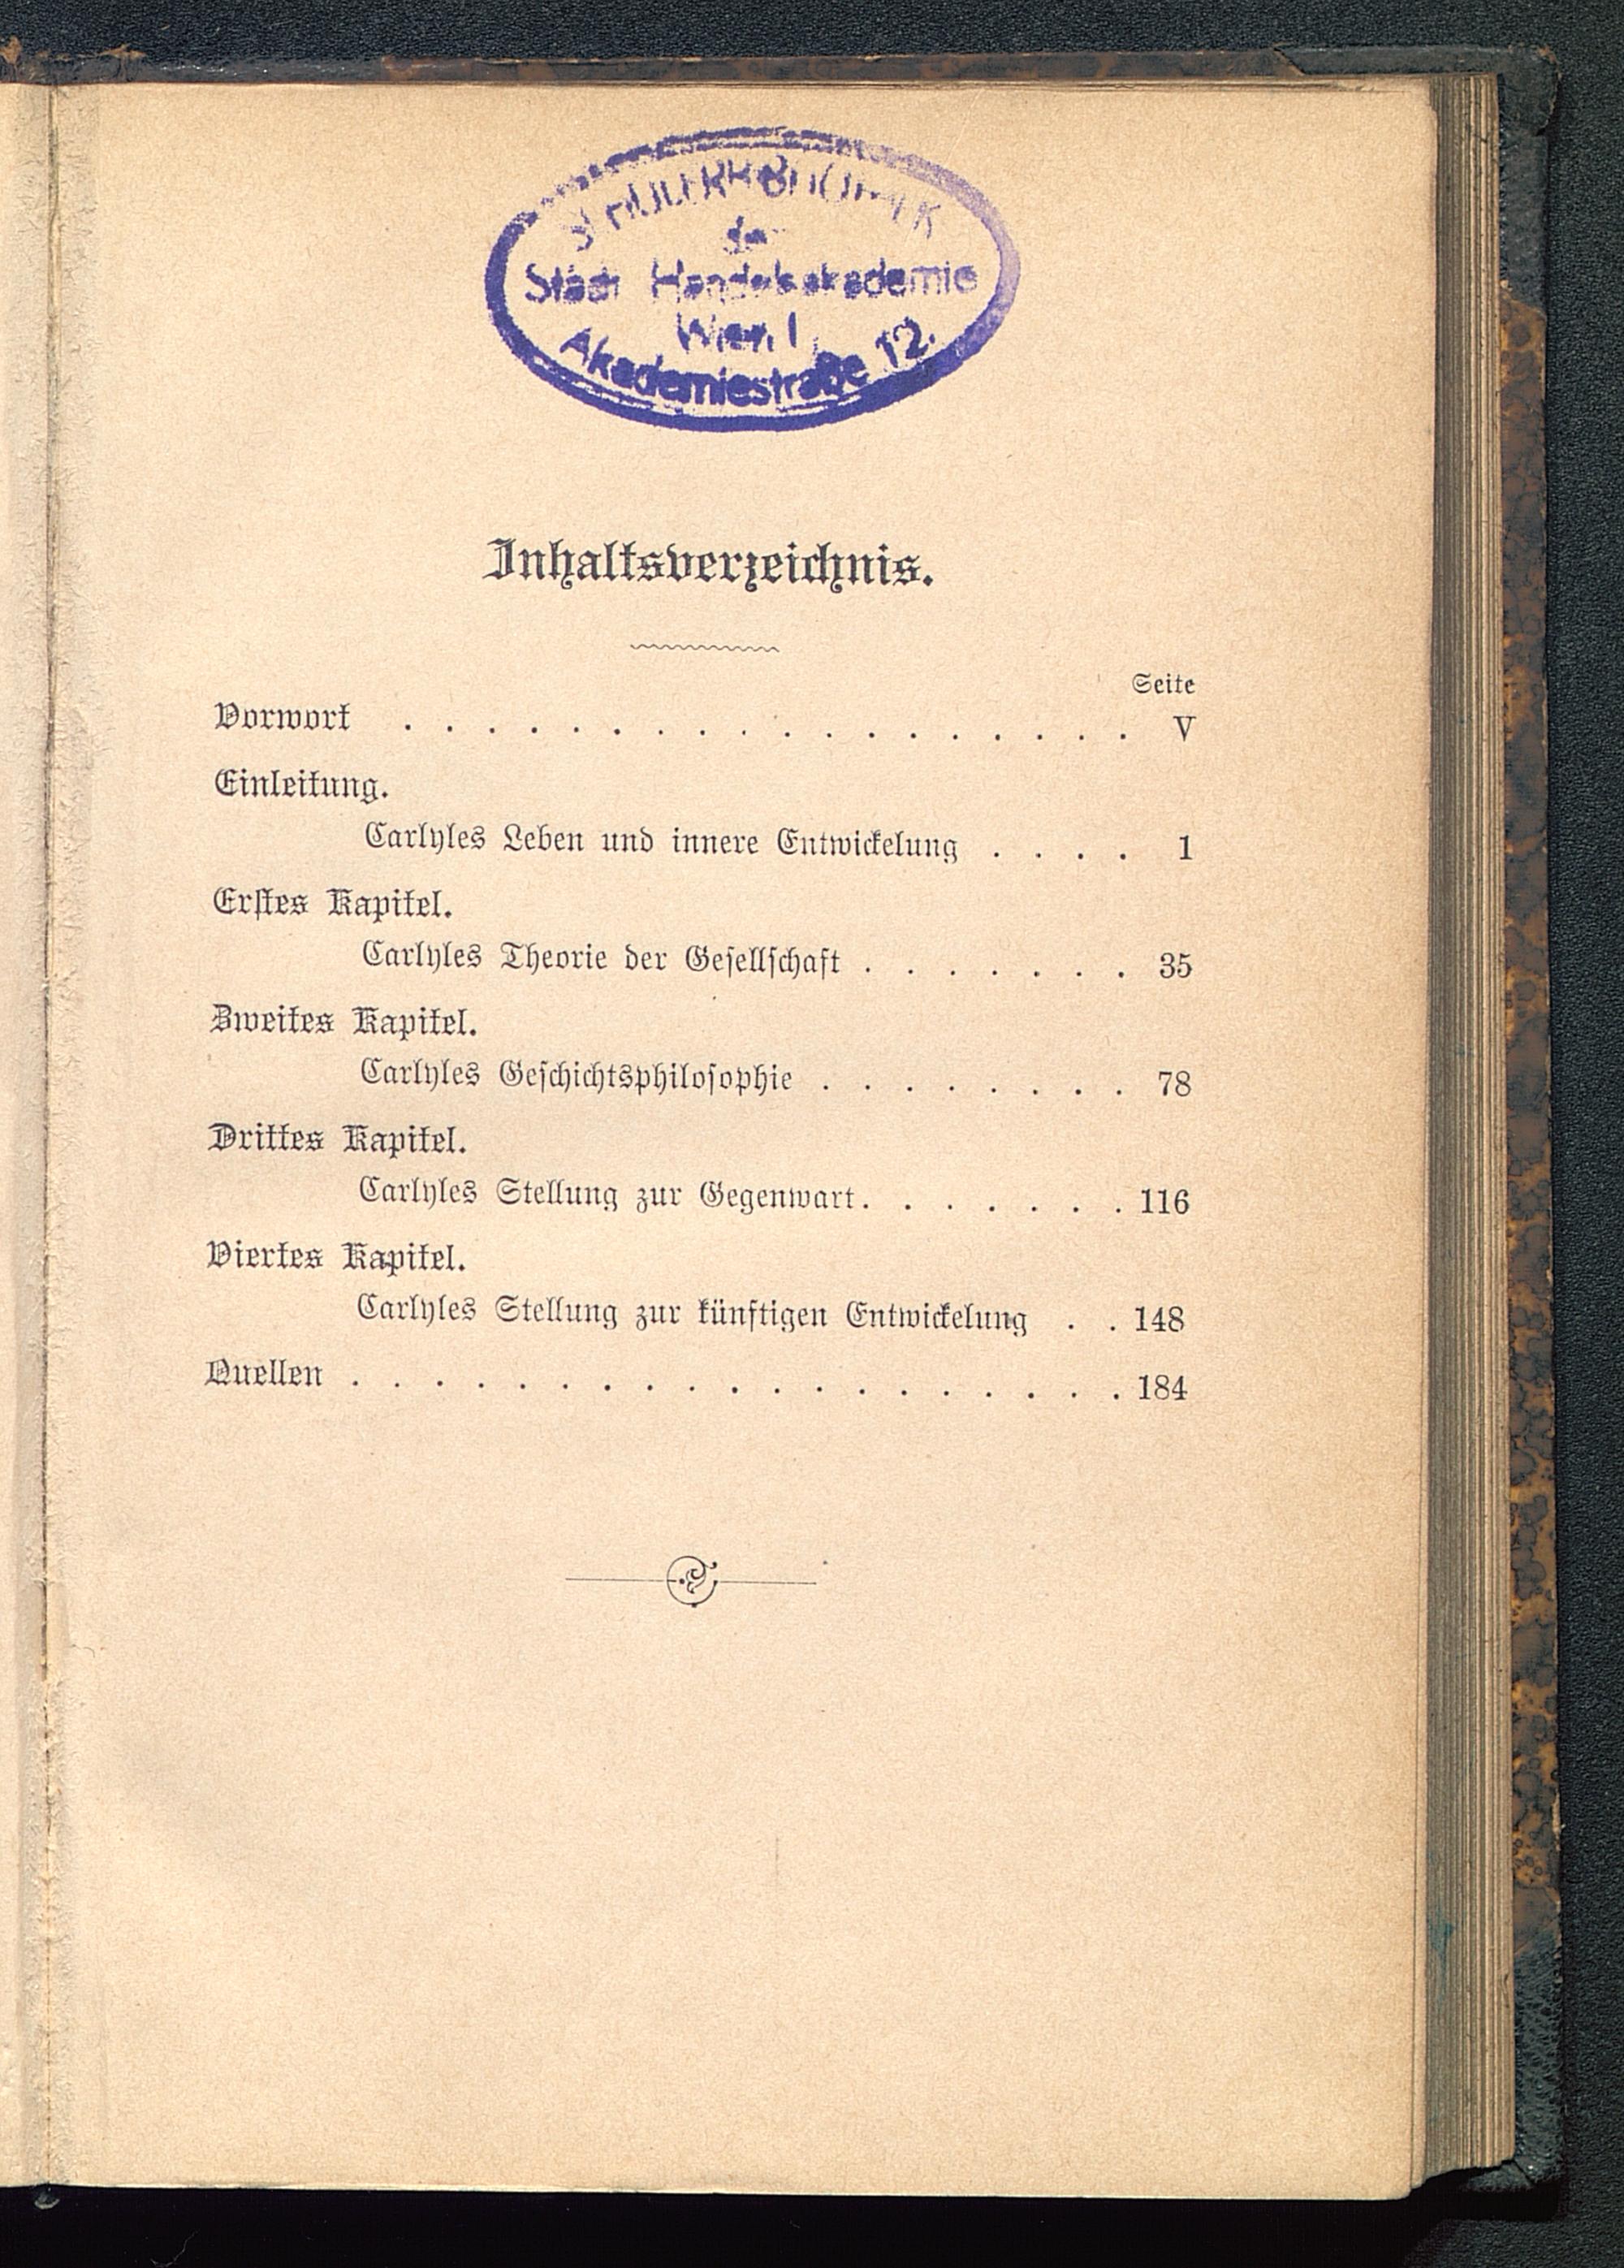 SCHÜLERBIBLIOTHEK
der
Städt. Handelsakademie
Wien I,
Akademiestraße 12.
Inhaltsverzeichnis.
Seite
Vorwort . . . . . . . . . . . . . . . . . . V
Einleitung.
Carlyles Leben und innere Entwickelung . . . . 1
Erstes Kapitel.
Carlyles Theorie der Gesellschaft . . . . . . . 35
Zweites Kapitel.
Carlyles Geschichtsphilosophie . . . . . . . . 78
Drittes Kapitel.
Carlyles Stellung zur Gegenwart . . . . . . . 116
Viertes Kapitel.
Carlyles Stellung zur künftigen Entwickelung . . 148
Quellen . . . . . . . . . . . . . . . . . . . 184